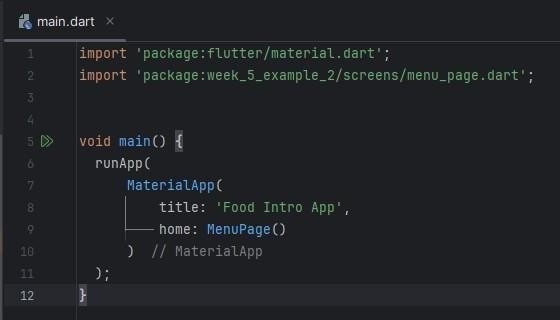 main.dart
1 import 'package:flutter/material.dart';
2 import 'package:week_5_example_2/screens/menu_page.dart';
3
4
5 void main() {
6 runApp(
7 MaterialApp(
8 title: 'Food Intro App',
9 home: MenuPage()
10 ) // MaterialApp
11 );
12 }